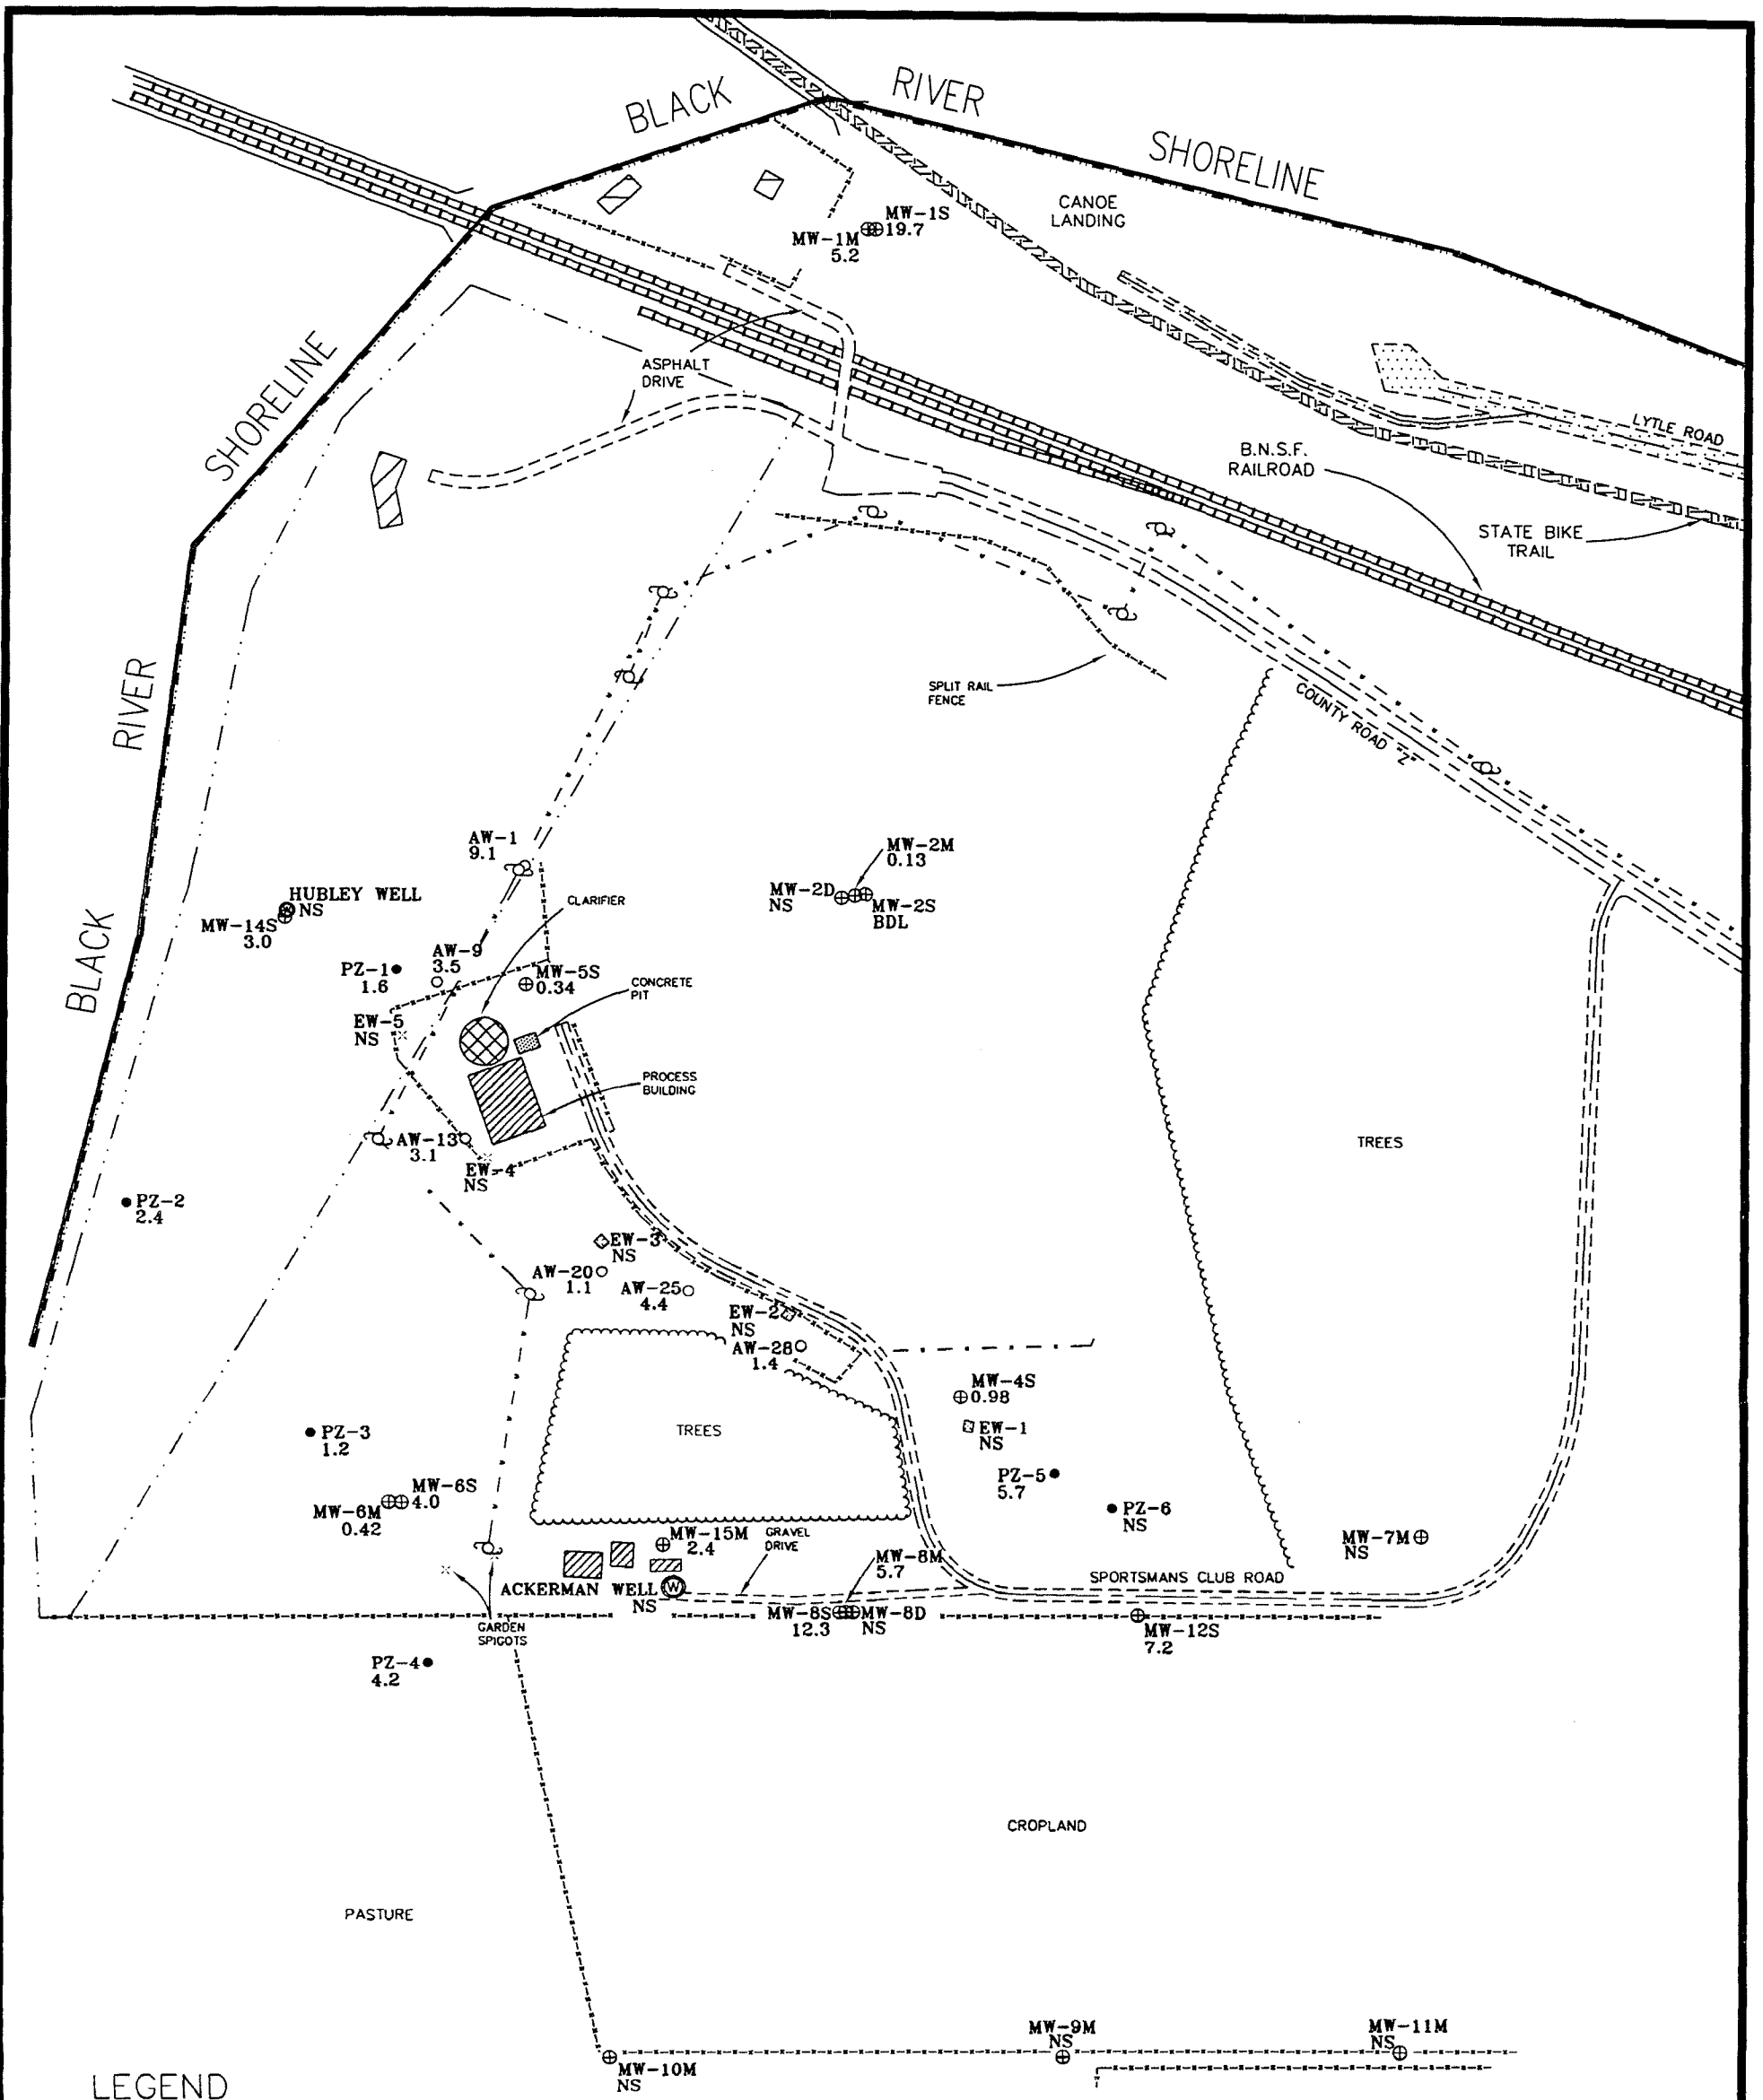 BLACK
RIVER
SHORELINE
CANOE
LANDING
MW-1S
19.7
MW-1M
5.2
SHORELINE
ASPHALT
DRIVE
LYTLE ROAD
B.N.S.F.
RAILROAD
STATE BIKE
TRAIL
RIVER
SPLIT RAIL
FENCE
COUNTY ROAD "Z"
AW-1
9.1
MW-2M
0.13
HUBLEY WELL
NS
CLARIFIER
MW-2D
NS
MW-2S
BDL
MW-14S
3.0
BLACK
AW-9
3.5
PZ-1
1.6
MW-5S
0.34
CONCRETE
PIT
EW-5
NS
PROCESS
BUILDING
AW-13
3.1
TREES
EW-4
NS
PZ-2
2.4
EW-3
NS
AW-20
1.1
AW-25
4.4
EW-2
NS
AW-28
1.4
MW-4S
0.98
PZ-3
1.2
TREES
EW-1
NS
PZ-5
5.7
MW-6S
4.0
MW-6M
0.42
PZ-6
NS
MW-15M
2.4
GRAVEL
DRIVE
MW-7M
NS
MW-8M
5.7
SPORTSMANS CLUB ROAD
ACKERMAN WELL
W
NS
MW-8S
12.3
MW-8D
NS
MW-12S
7.2
GARDEN
SPIGOTS
PZ-4
4.2
CROPLAND
PASTURE
MW-9M
NS
MW-11M
NS
MW-10M
NS
LEGEND